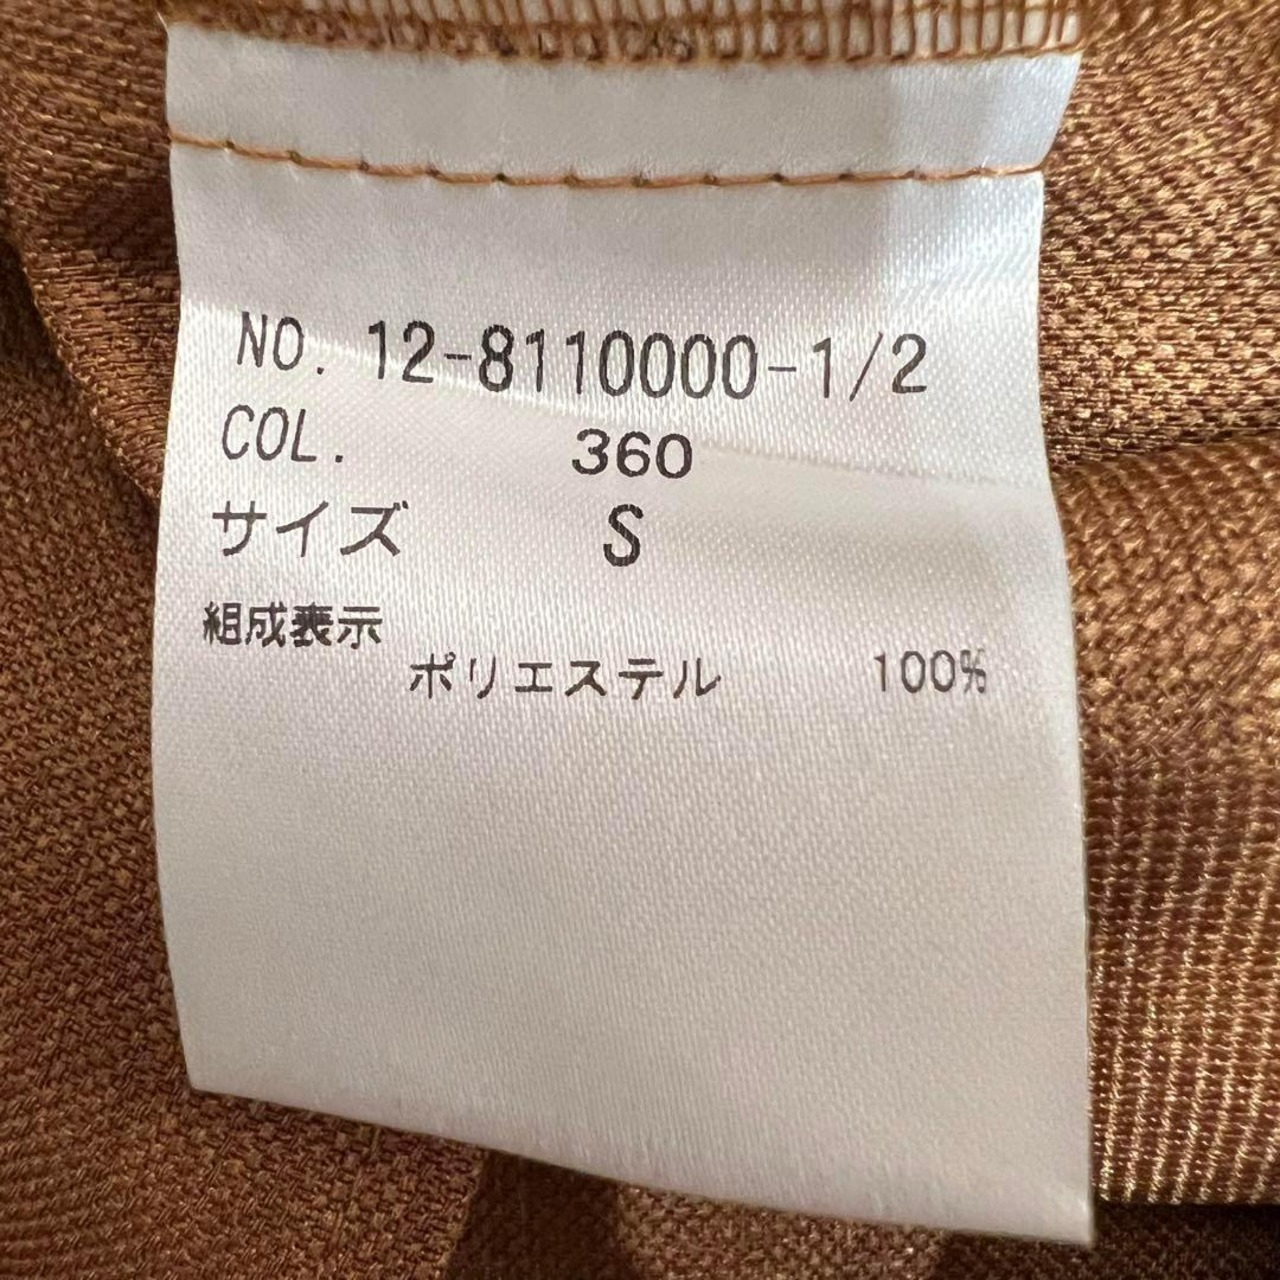 NO. 12-8110000-1/2
COL. 360
サイズ S
組成表示
ポリエステル 100%